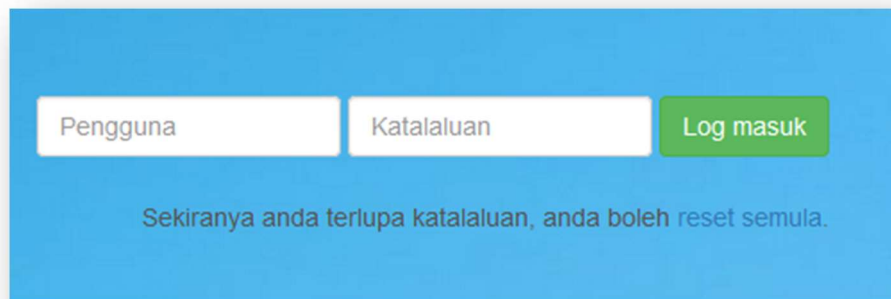 Pengguna Katalaluan Log masuk
Sekiranya anda terlupa katalaluan, anda boleh reset semula.